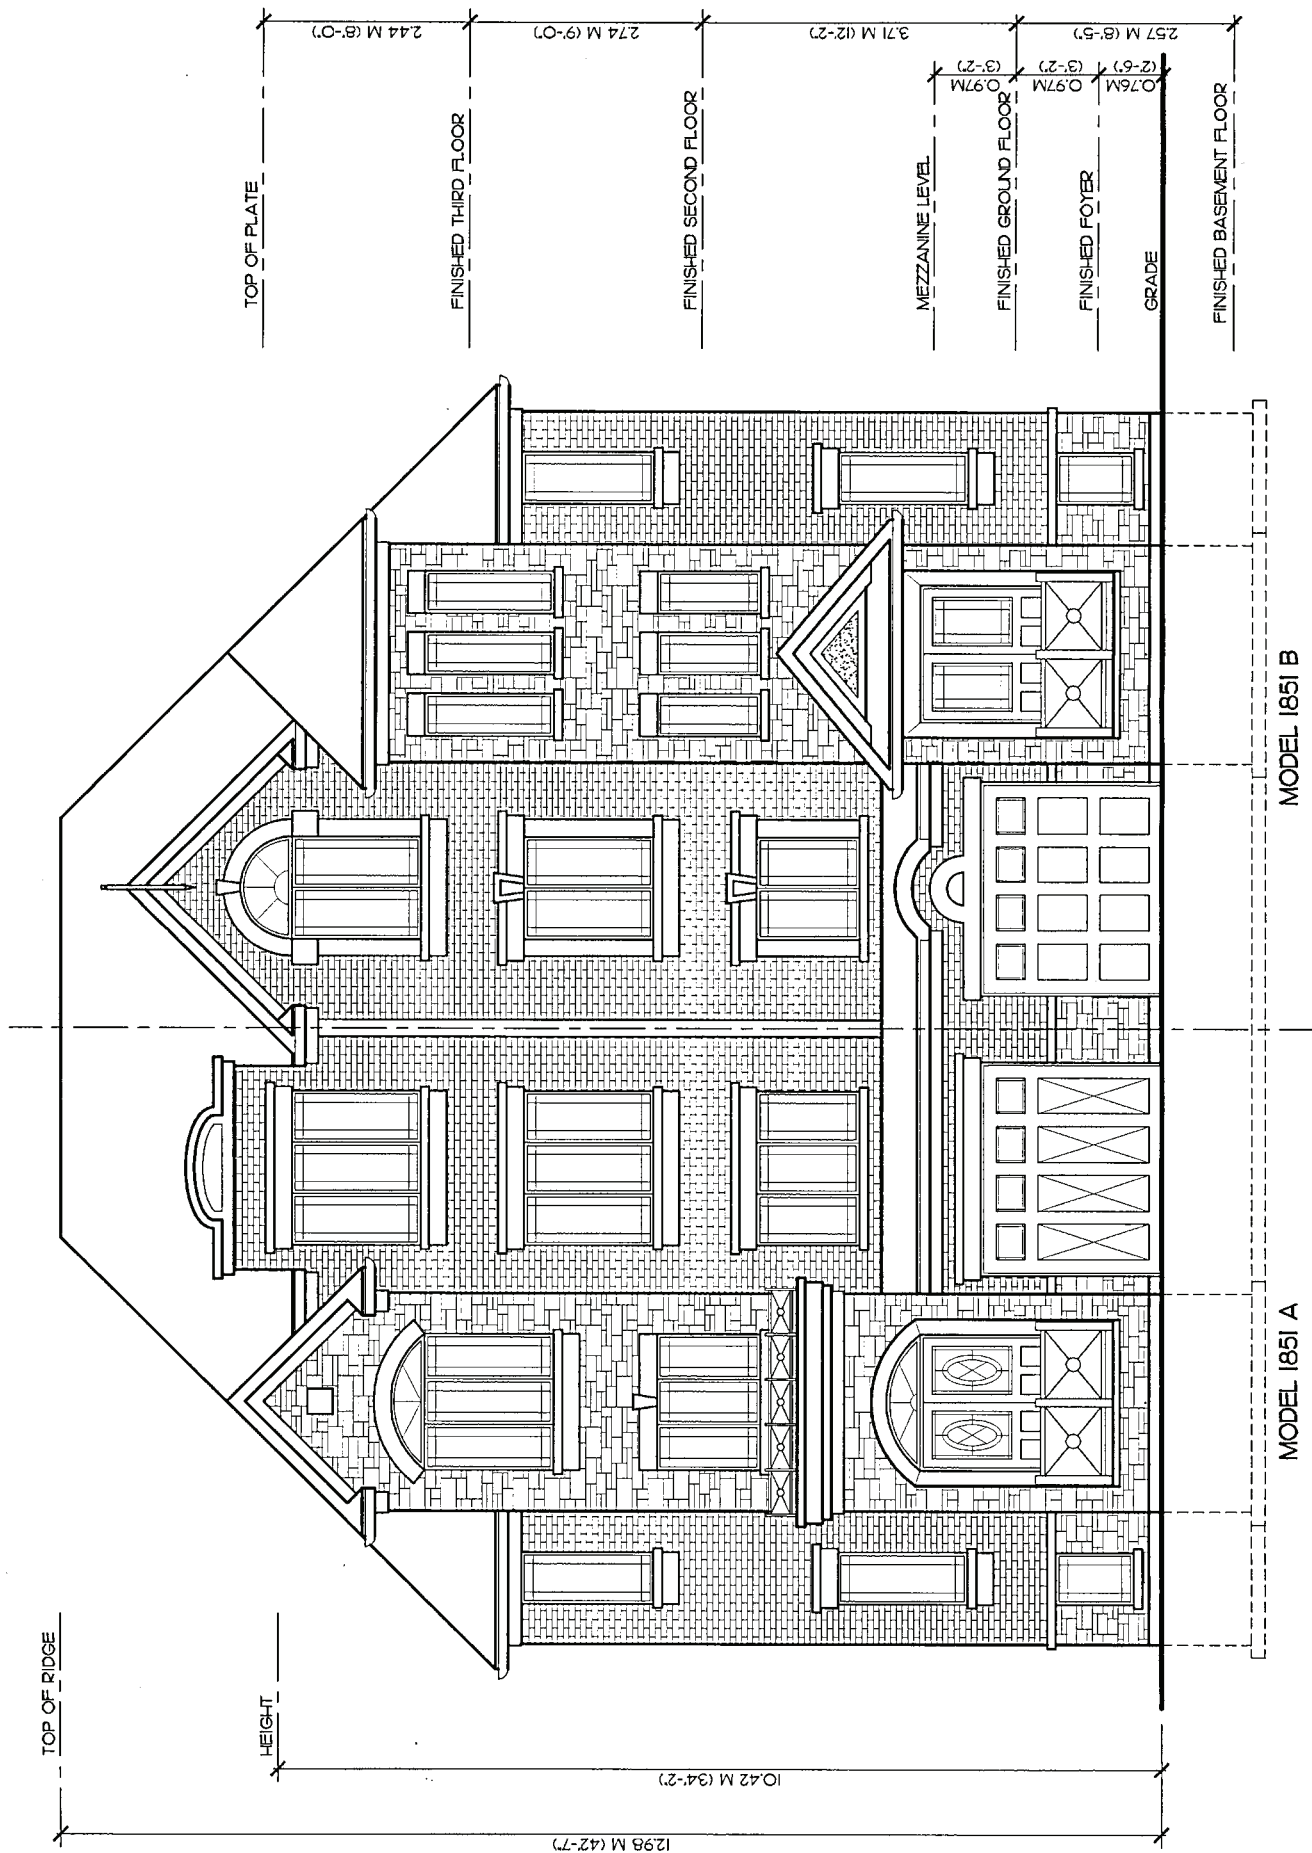 TOP OF RIDGE
HEIGHT
12.98 M (42'-7")
10.42 M (34'-2")
TOP OF PLATE
2.44 M (8'-0")
FINISHED THIRD FLOOR
2.74 M (9'-0")
FINISHED SECOND FLOOR
3.71 M (12'-2")
MEZZANINE LEVEL
0.97M
(3'-2")
FINISHED GROUND FLOOR
0.97M
(3'-2")
FINISHED FOYER
0.76M
(2'-6")
GRADE
2.57 M (8'-5")
FINISHED BASEMENT FLOOR
MODEL 1851 A
MODEL 1851 B